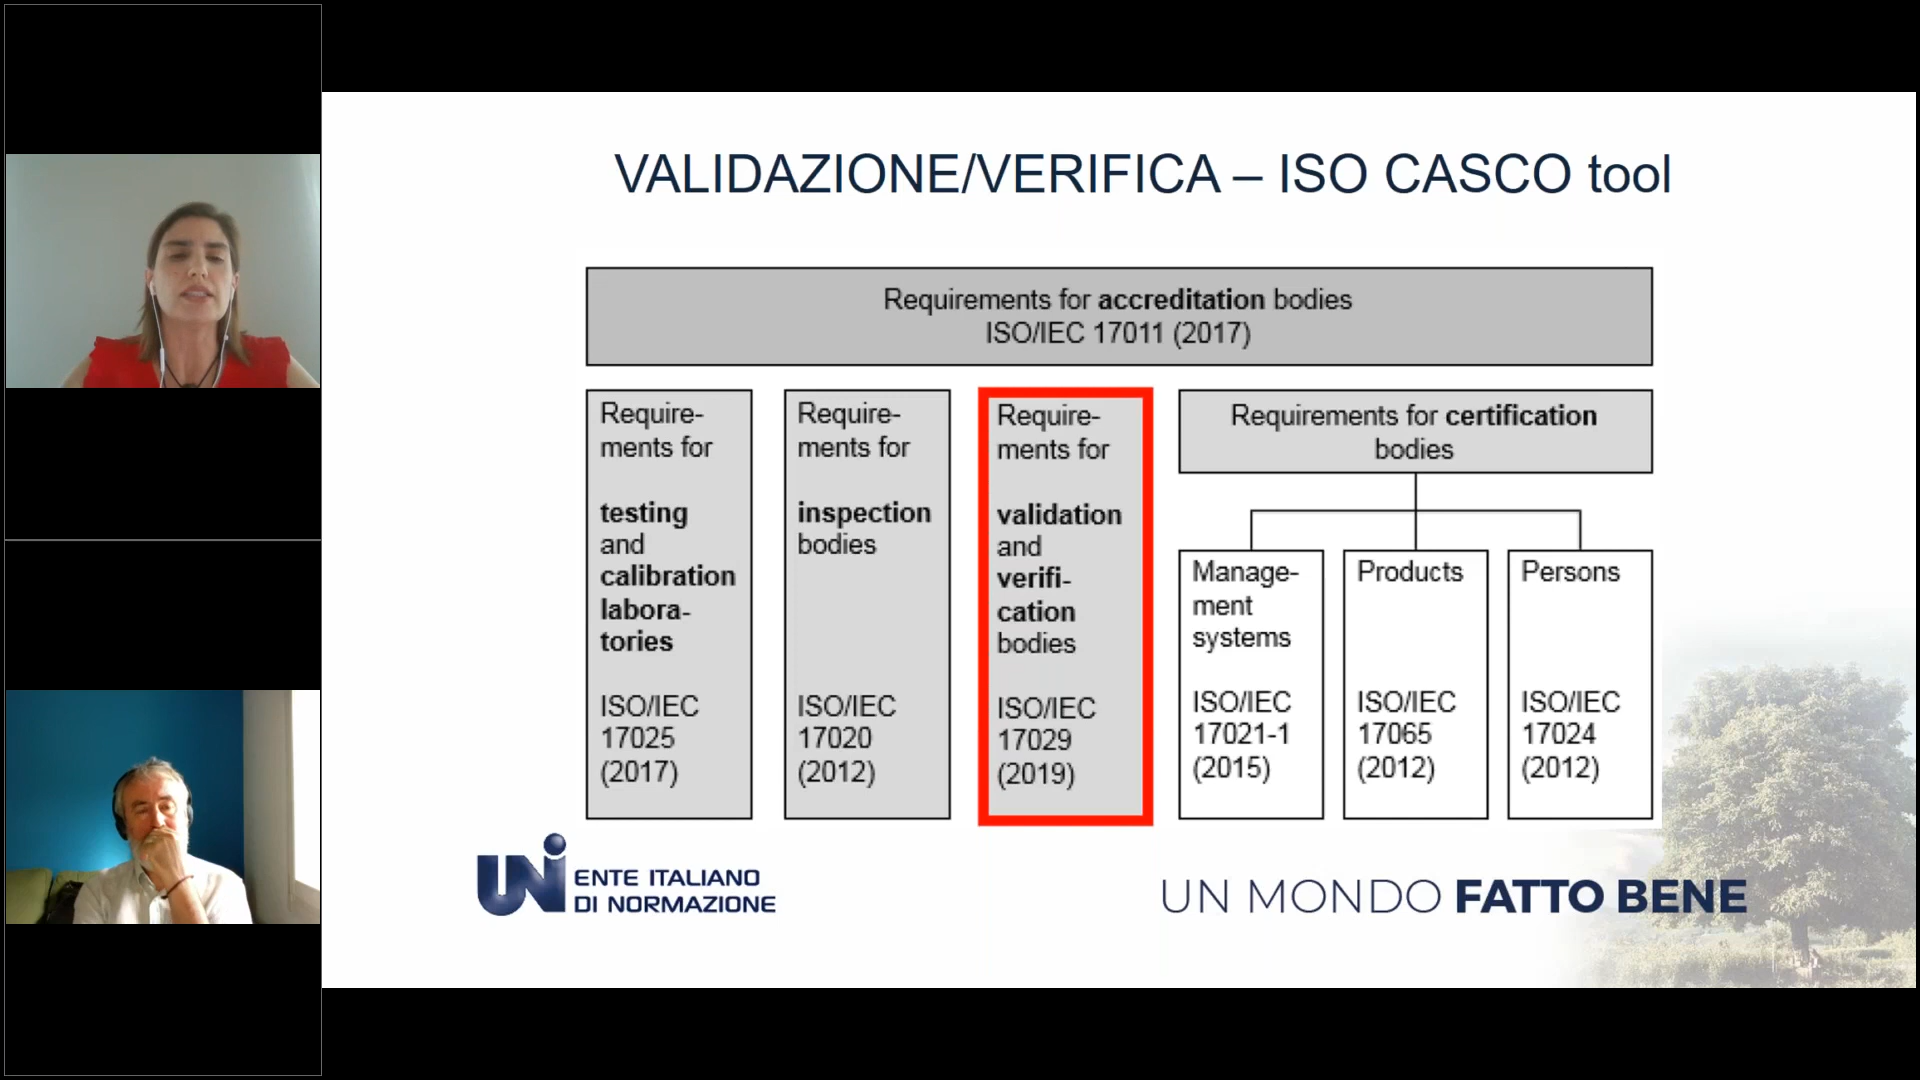 VALIDAZIONE/VERIFICA – ISO CASCO tool
Requirements for accreditation bodies
ISO/IEC 17011 (2017)
Require-
ments for
testing
and
calibration
labora-
tories
ISO/IEC
17025
(2017)
Require-
ments for
inspection
bodies
ISO/IEC
17020
(2012)
Require-
ments for
validation
and
verifi-
cation
bodies
ISO/IEC
17029
(2019)
Requirements for certification
bodies
Manage-
ment
systems
ISO/IEC
17021-1
(2015)
Products
ISO/IEC
17065
(2012)
Persons
ISO/IEC
17024
(2012)
UNI
ENTE ITALIANO
DI NORMAZIONE
UN MONDO FATTO BENE